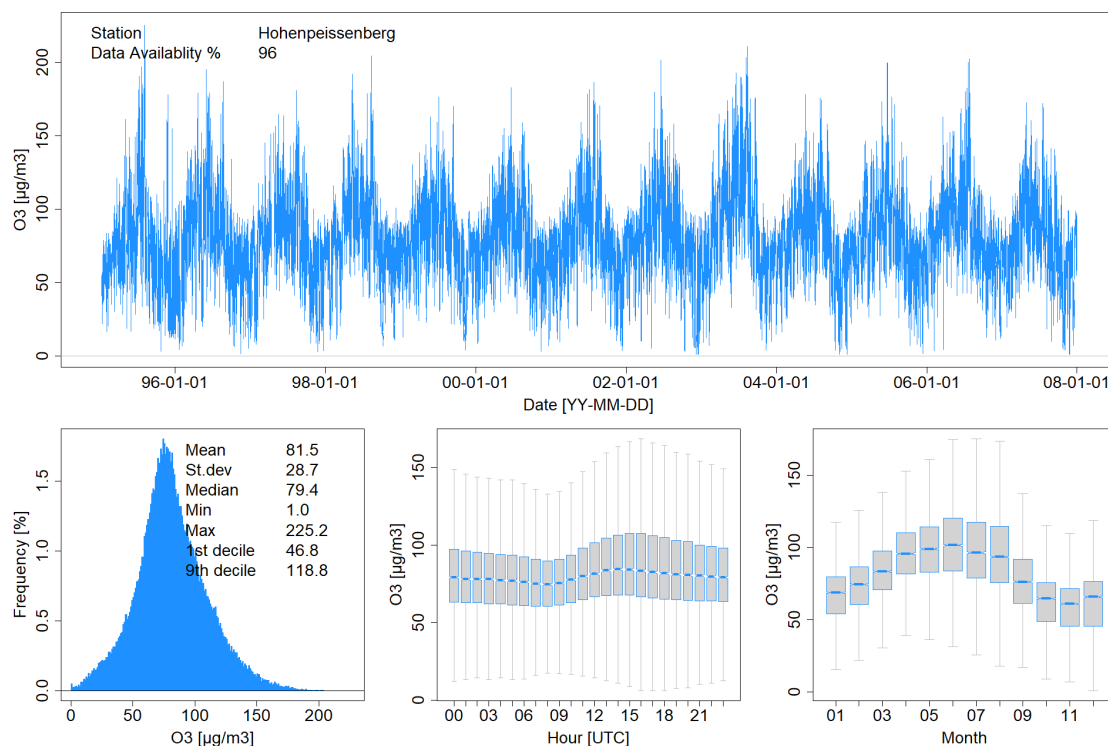 Station Hohenpeissenberg
Data Availablity % 96
O3 [µg/m3]
200
150
100
50
0
96-01-01 98-01-01 00-01-01 02-01-01 04-01-01 06-01-01 08-01-01
Date [YY-MM-DD]
Frequency [%]
1.5
1.0
0.5
0.0
Mean 81.5
St.dev 28.7
Median 79.4
Min 1.0
Max 225.2
1st decile 46.8
9th decile 118.8
0 50 100 150 200
O3 [µg/m3]
O3 [µg/m3]
150
100
50
0
00 03 06 09 12 15 18 21
Hour [UTC]
O3 [µg/m3]
150
100
50
0
01 03 05 07 09 11
Month